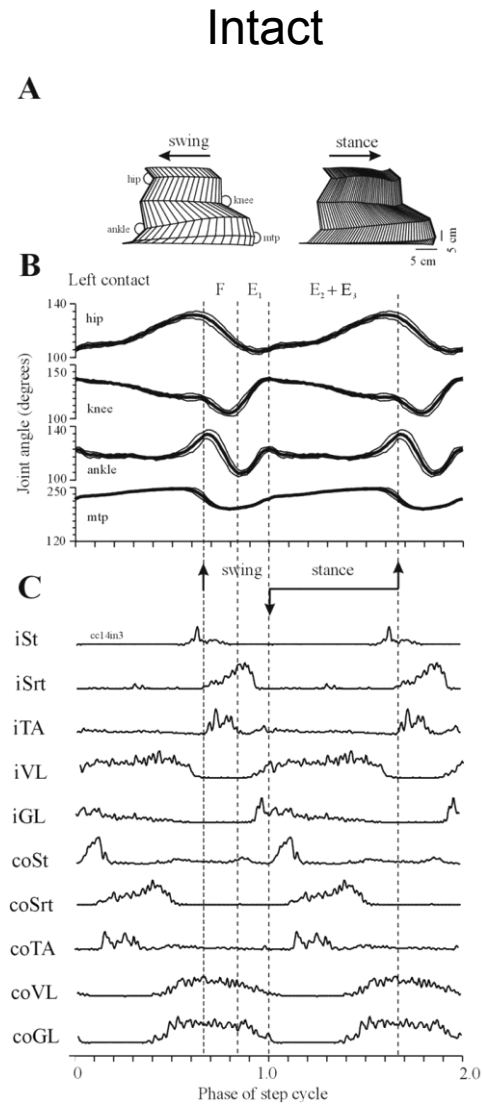 Intact
A
swing
stance
hip
knee
ankle
mtp
5 cm
5 cm
B
Left contact
F
E1
E2 + E3
Joint angle (degrees)
140
hip
100
150
knee
100
140
ankle
100
250
mtp
120
swing
stance
C
iSt
cc14in3
iSrt
iTA
iVL
iGL
coSt
coSrt
coTA
coVL
coGL
0
1.0
2.0
Phase of step cycle